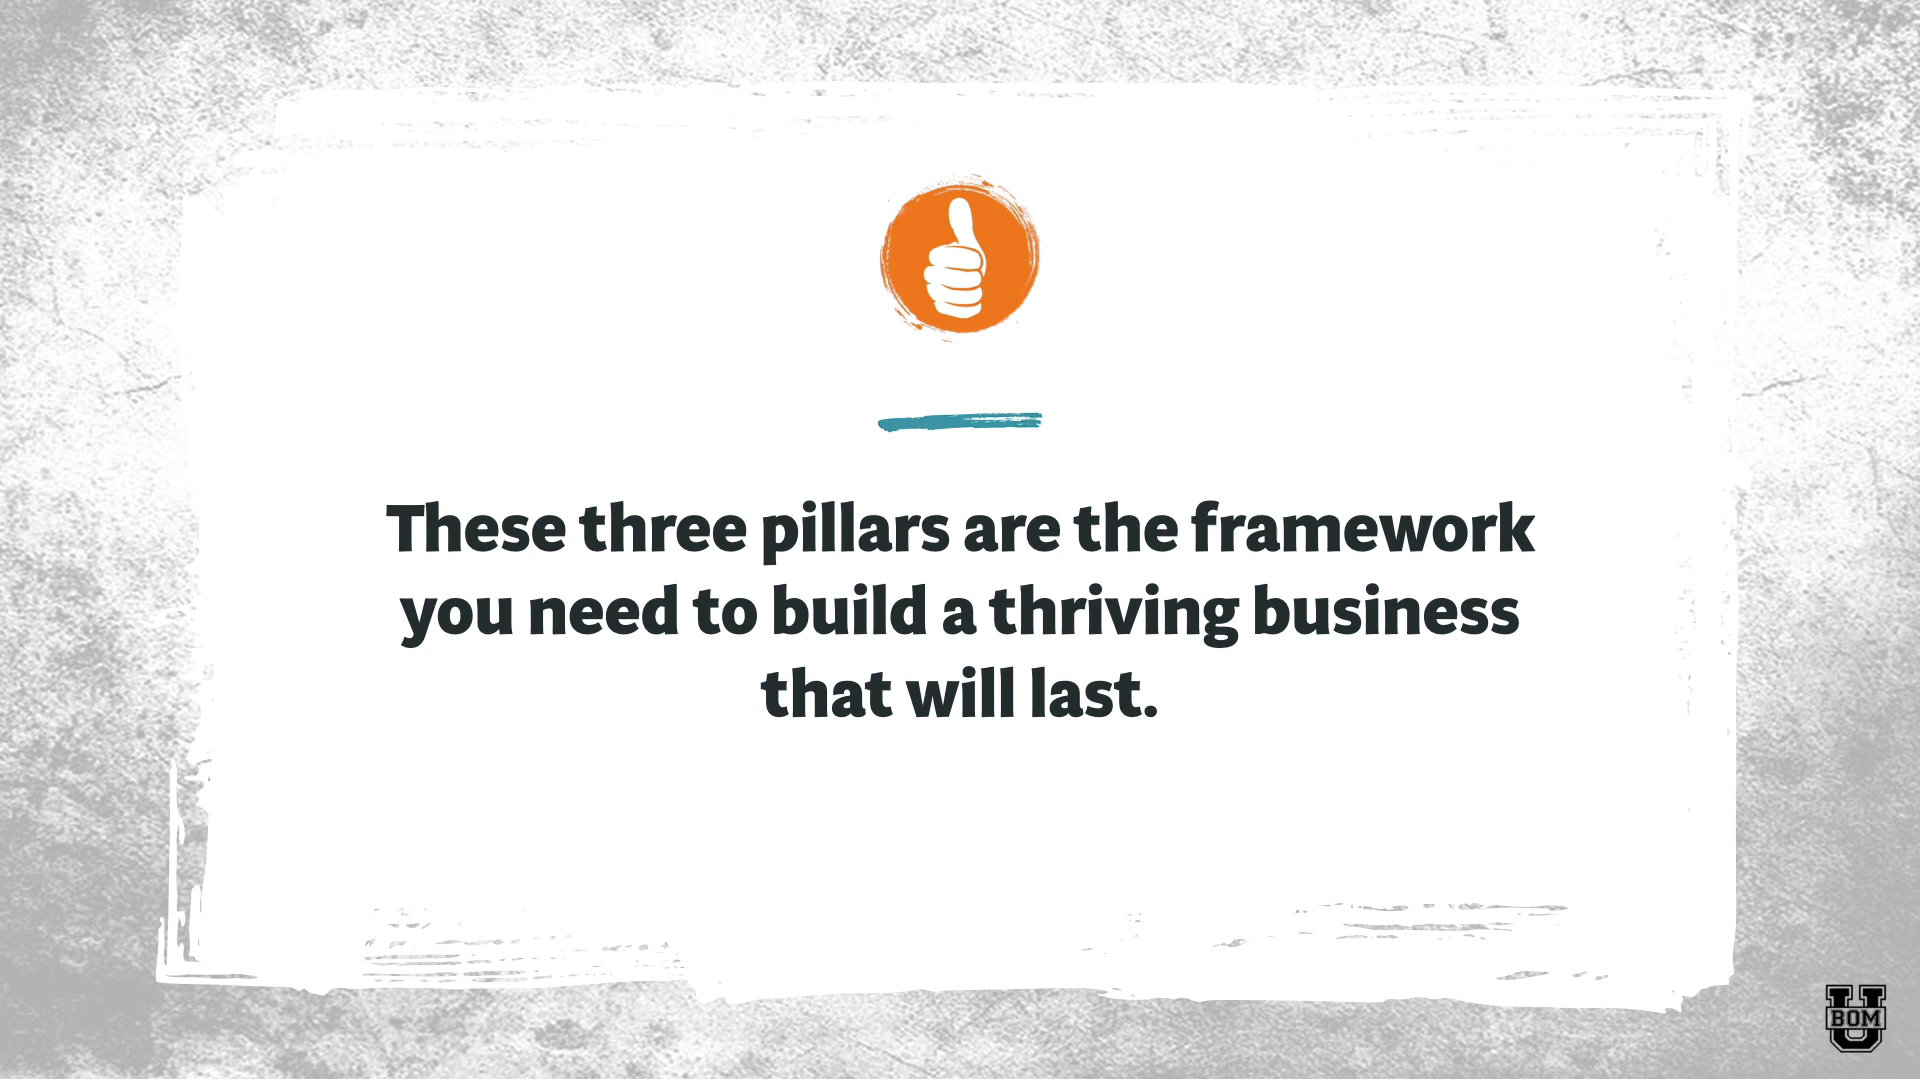 These three pillars are the framework
you need to build a thriving business
that will last.
U
BOM